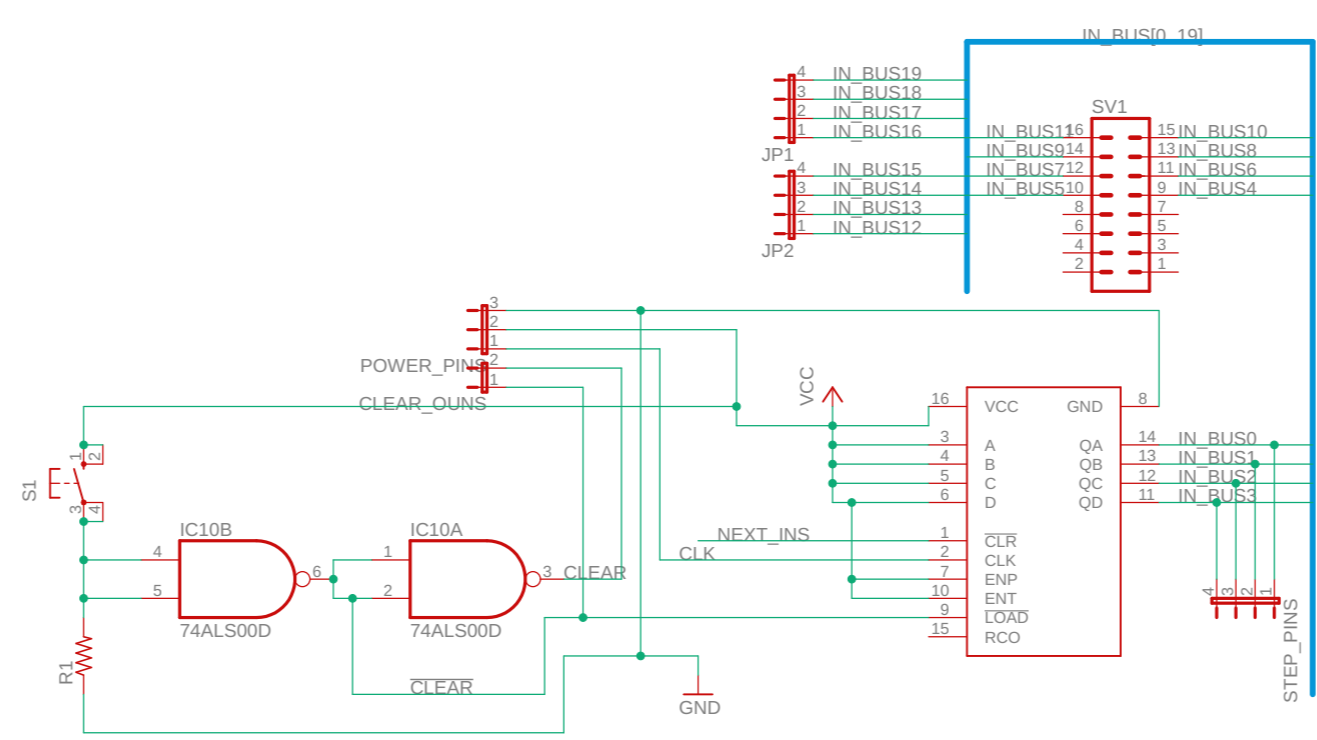 IN_BUS[0..19]
4 IN_BUS19
3 IN_BUS18
2 IN_BUS17
1 IN_BUS16
JP1
4 IN_BUS15
3 IN_BUS14
2 IN_BUS13
1 IN_BUS12
JP2
SV1
IN_BUS11 16 15 IN_BUS10
IN_BUS9 14 13 IN_BUS8
IN_BUS7 12 11 IN_BUS6
IN_BUS5 10 9 IN_BUS4
8 7
6 5
4 3
2 1
3
2
1
POWER_PINS
2
1
CLEAR_OUNS
VCC
16 VCC GND 8
3 A QA 14 IN_BUS0
4 B QB 13 IN_BUS1
5 C QC 12 IN_BUS2
6 D QD 11 IN_BUS3
NEXT_INS 1 CLR
CLK 2 CLK
7 ENP
10 ENT
9 LOAD
15 RCO
4 3 2 1
STEP_PINS
S1
1 2
3 4
IC10B
4
5
6
74ALS00D
IC10A
1
2
3 CLEAR
74ALS00D
R1
CLEAR
GND